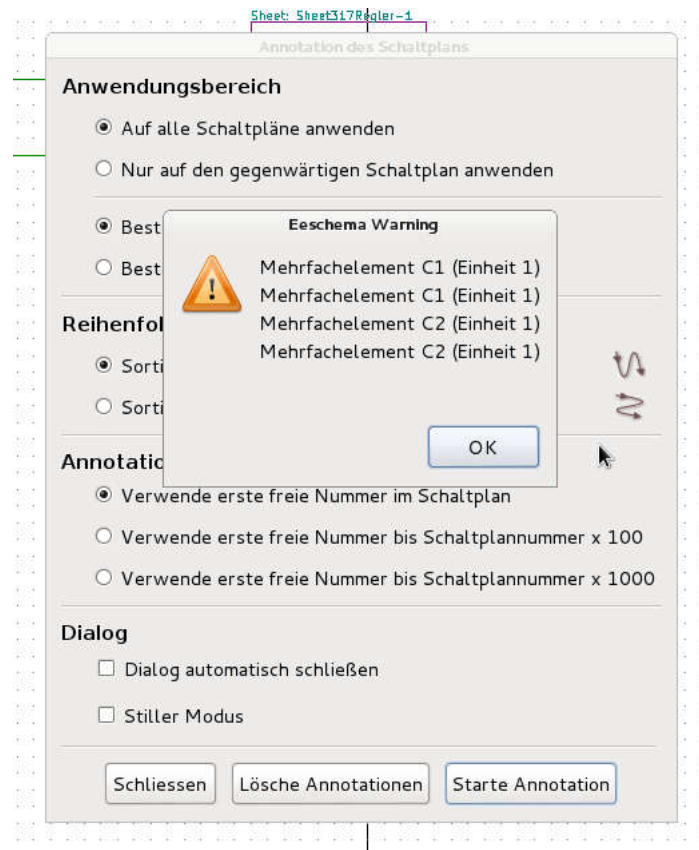 Sheet: Sheet317Regler-1
Annotation des Schaltplans
Anwendungsbereich
Auf alle Schaltpläne anwenden
Nur auf den gegenwärtigen Schaltplan anwenden
Best
Best
Eeschema Warning
Mehrfachelement C1 (Einheit 1)
Mehrfachelement C1 (Einheit 1)
Mehrfachelement C2 (Einheit 1)
Mehrfachelement C2 (Einheit 1)
OK
Reihenfol
Sorti
Sorti
Annotatio
Verwende erste freie Nummer im Schaltplan
Verwende erste freie Nummer bis Schaltplannummer x 100
Verwende erste freie Nummer bis Schaltplannummer x 1000
Dialog
Dialog automatisch schließen
Stiller Modus
Schliessen
Lösche Annotationen
Starte Annotation